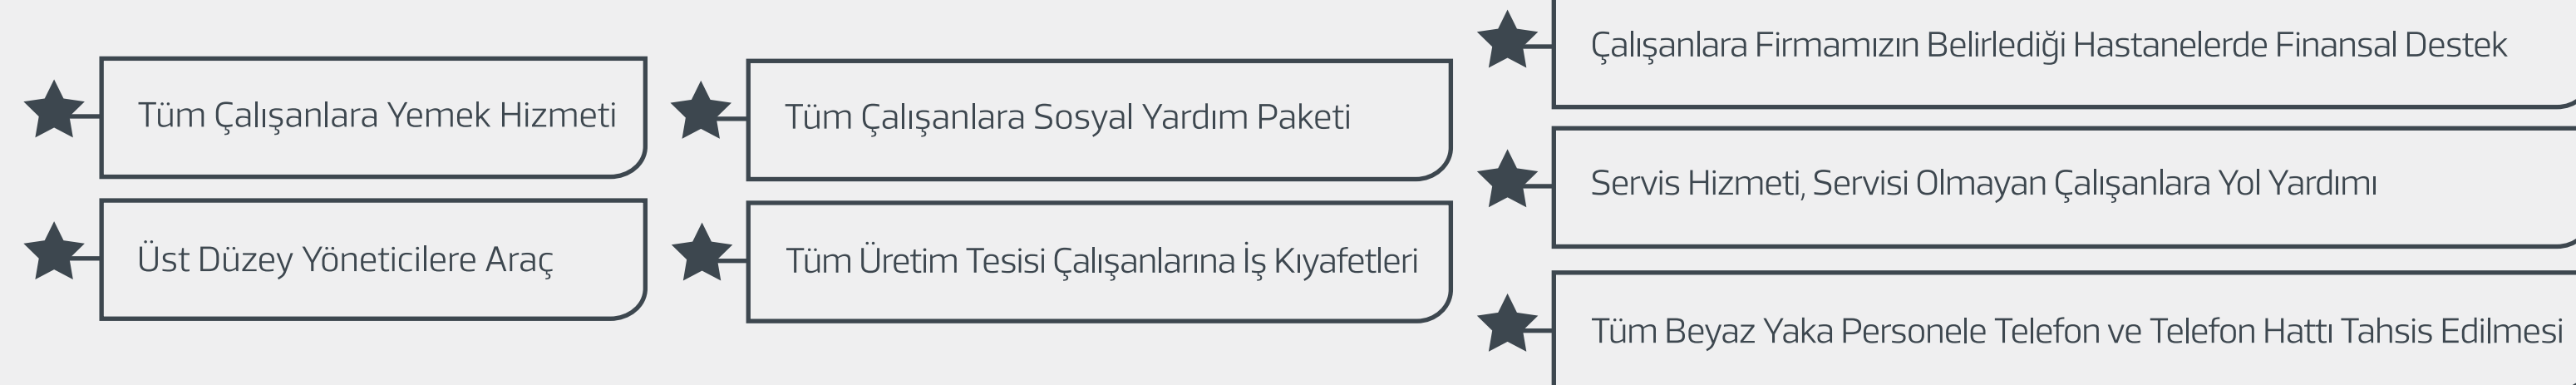 Tüm Çalışanlara Yemek Hizmeti
Üst Düzey Yöneticilere Araç
Tüm Çalışanlara Sosyal Yardım Paketi
Tüm Üretim Tesisi Çalışanlarına İş Kıyafetleri
Çalışanlara Firmamızın Belirlediği Hastanelerde Finansal Destek
Servis Hizmeti, Servisi Olmayan Çalışanlara Yol Yardımı
Tüm Beyaz Yaka Personele Telefon ve Telefon Hattı Tahsis Edilmesi